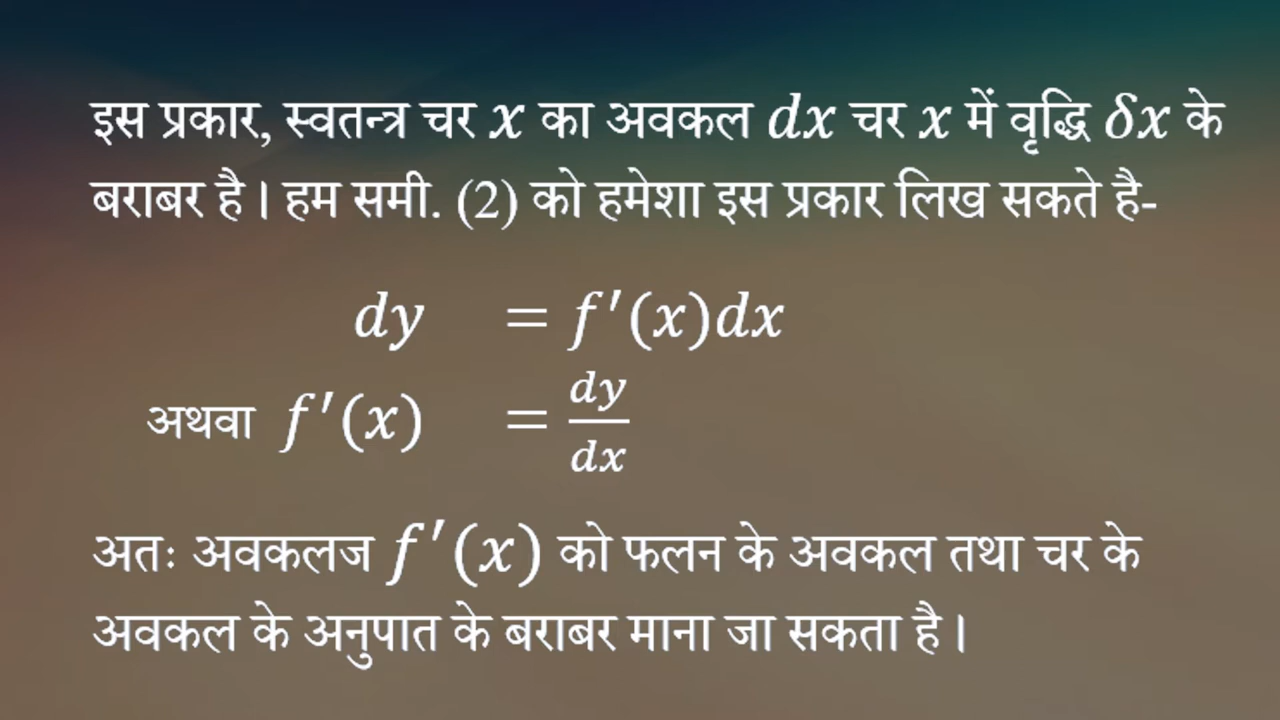 इस प्रकार, स्वतन्त्र चर x का अवकल dx चर x में वृद्धि δx के
बराबर है। हम समी. (2) को हमेशा इस प्रकार लिख सकते है-
dy = f′(x)dx
अथवा f′(x) = dy/dx
अतः अवकलज f′(x) को फलन के अवकल तथा चर के
अवकल के अनुपात के बराबर माना जा सकता है।